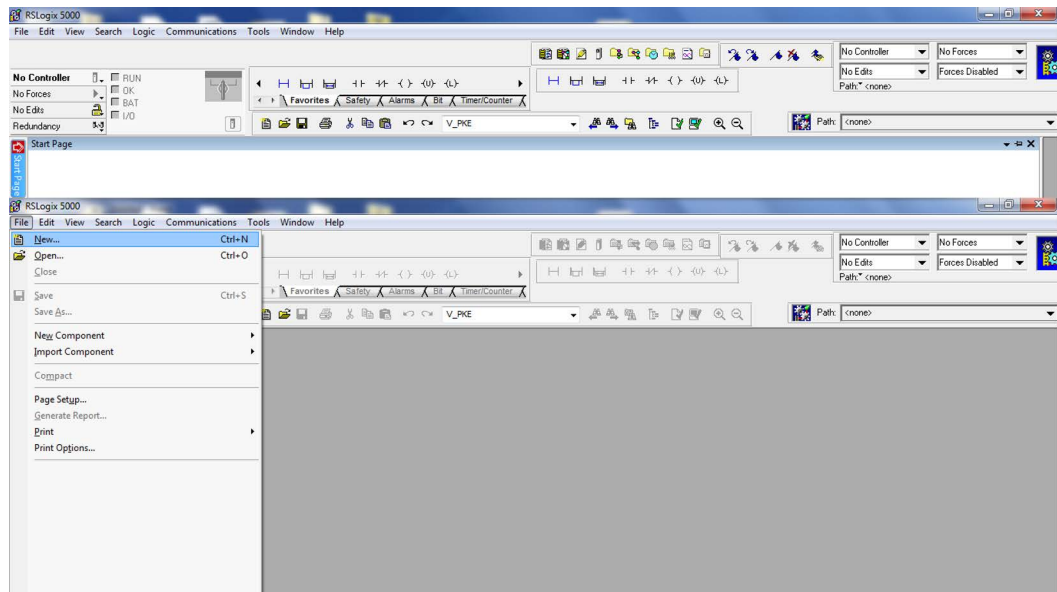 RSLogix 5000
File Edit View Search Logic Communications Tools Window Help
No Controller No Forces
No Edits Forces Disabled
Path:* <none>
No Controller RUN
No Forces OK
No Edits BAT
Redundancy I/O
Favorites Safety Alarms Bit Timer/Counter
V_PKE
Path: <none>
Start Page
Start Page
RSLogix 5000
File Edit View Search Logic Communications Tools Window Help
New... Ctrl+N
Open... Ctrl+O
Close
Save Ctrl+S
Save As...
New Component
Import Component
Compact
Page Setup...
Generate Report...
Print
Print Options...
No Controller No Forces
No Edits Forces Disabled
Path:* <none>
Favorites Safety Alarms Bit Timer/Counter
V_PKE
Path: <none>